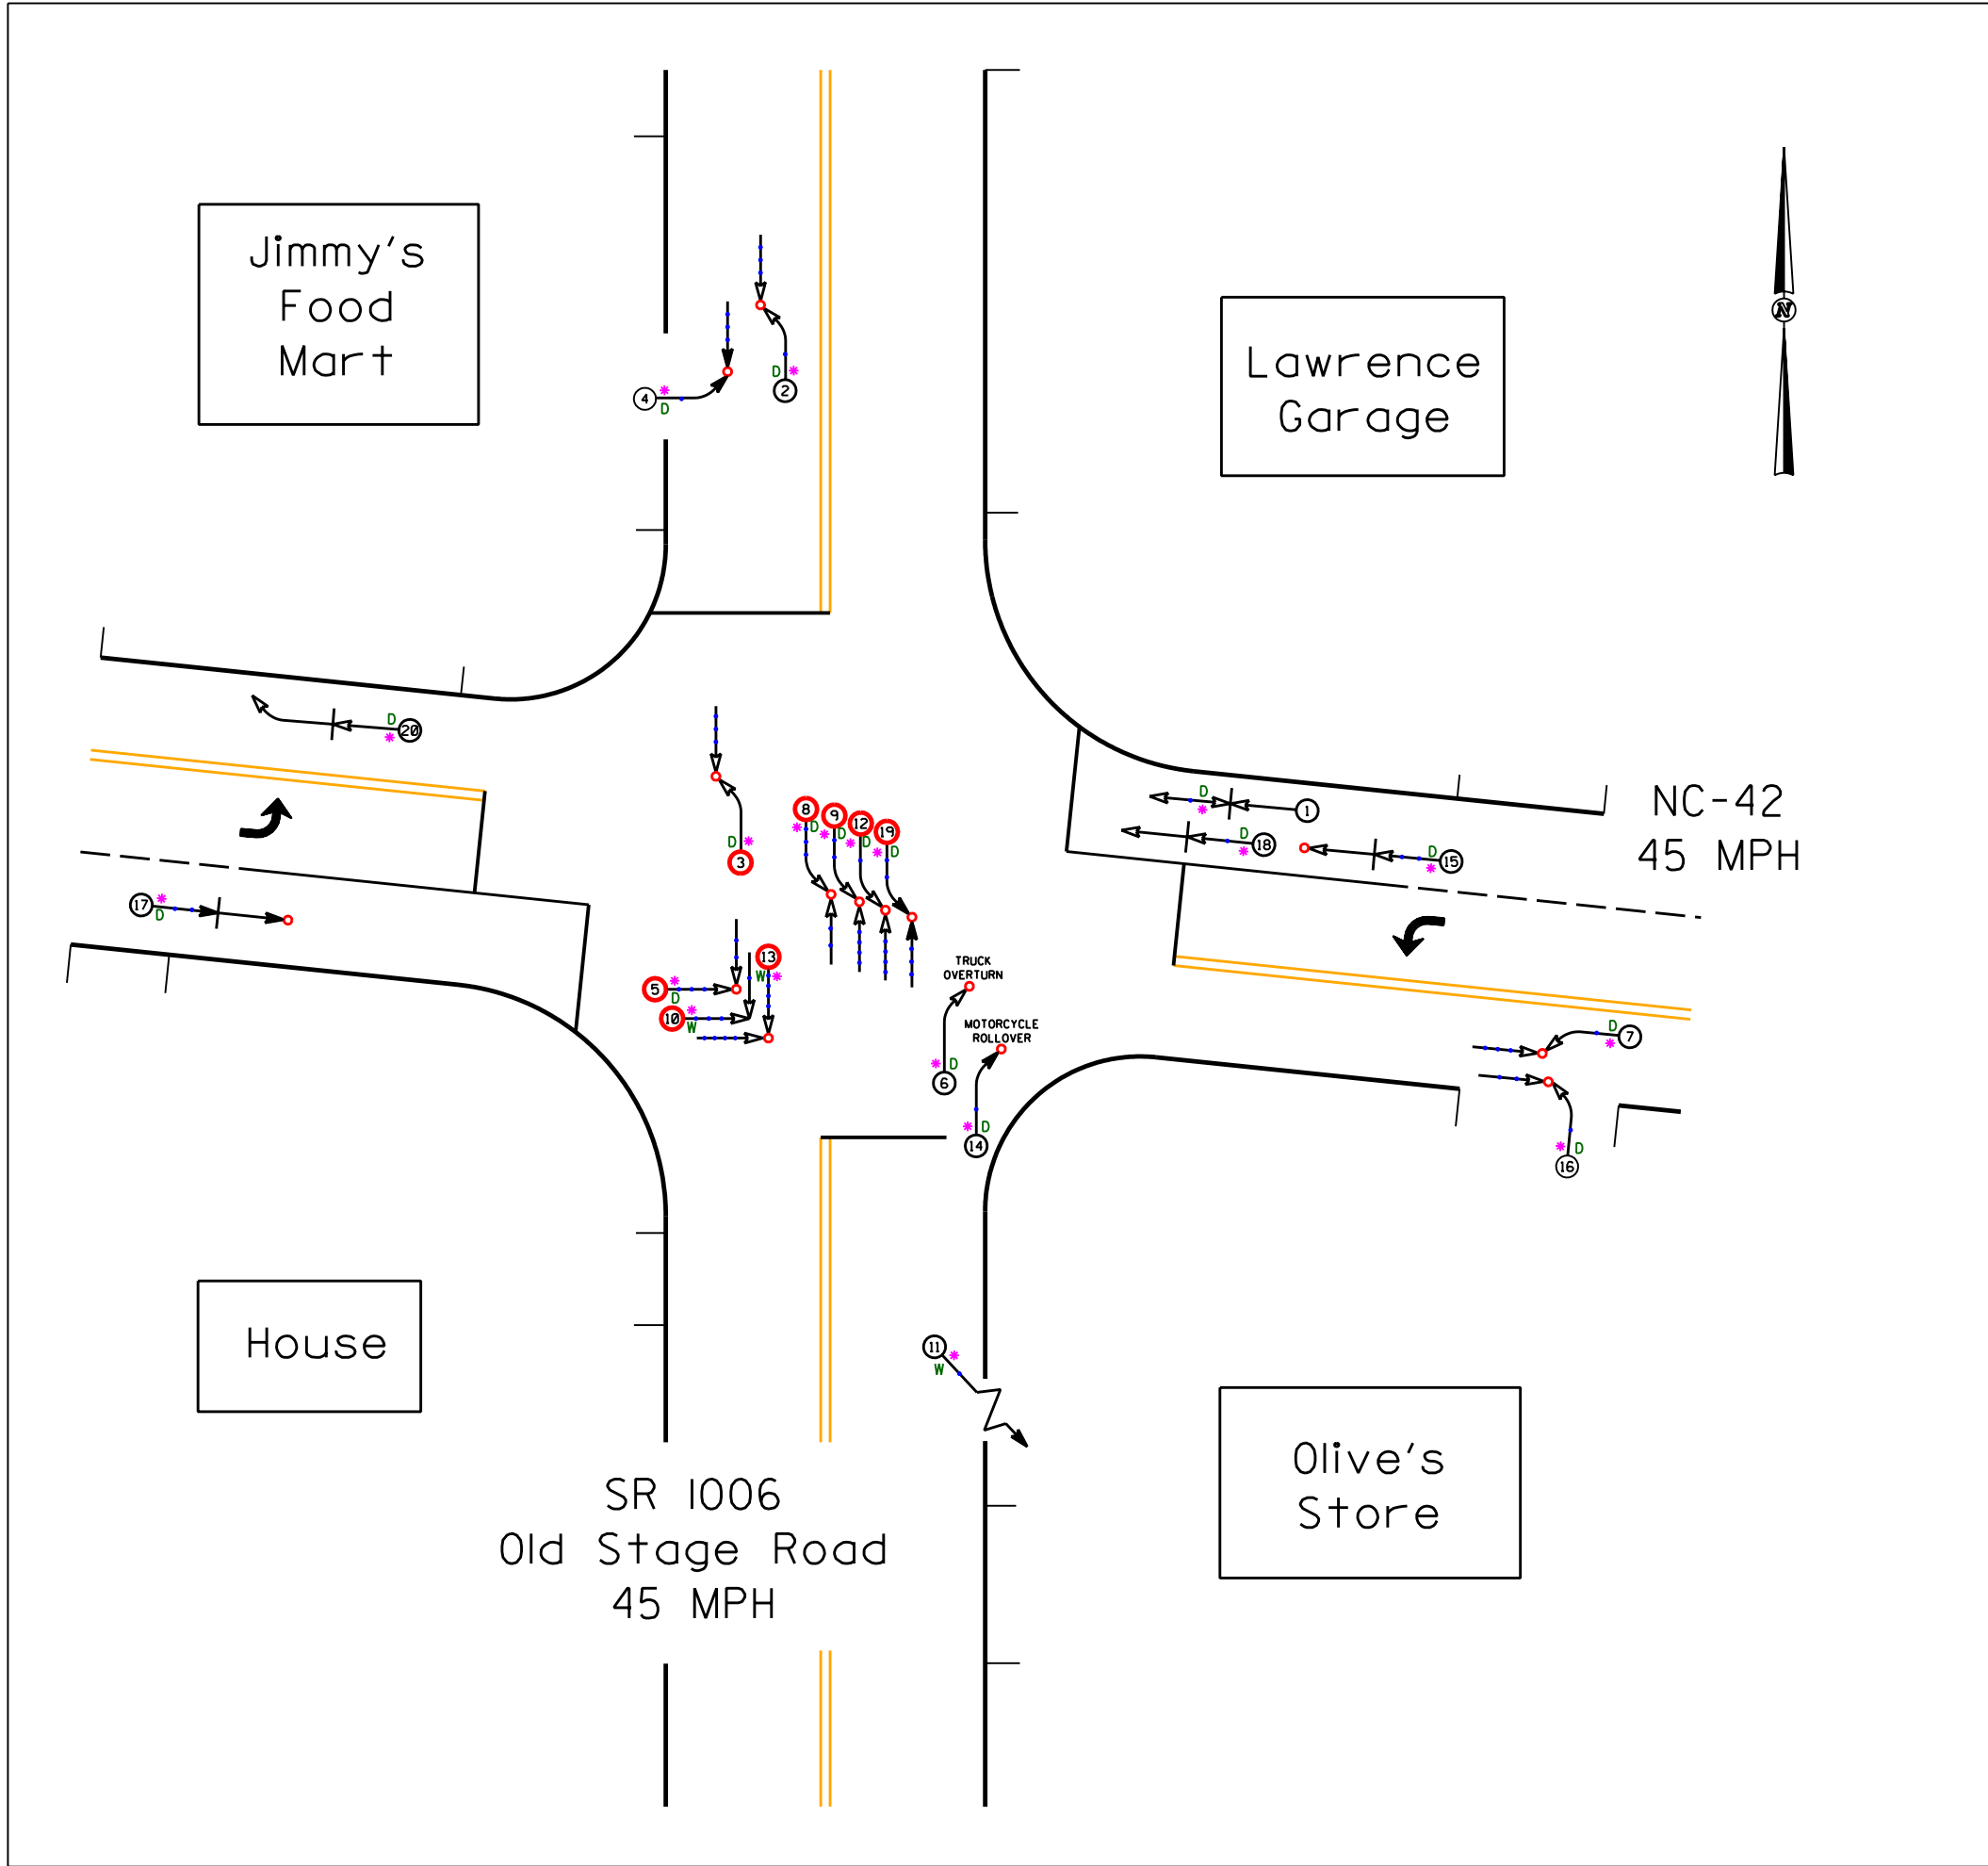 Jimmy's
Food
Mart
Lawrence
Garage
N
* D
D *
2
4
D
D
20
*
D
1
*
NC-42
45 MPH
8
9
12
19
* D
* D
* D
* D
D *
3
D
18
*
D
15
*
17
*
D
13
W *
5
*
D
10
*
W
TRUCK
OVERTURN
MOTORCYCLE
ROLLOVER
* D
6
* D
14
D
7
*
* D
16
House
11
*
W
Olive's
Store
SR 1006
Old Stage Road
45 MPH